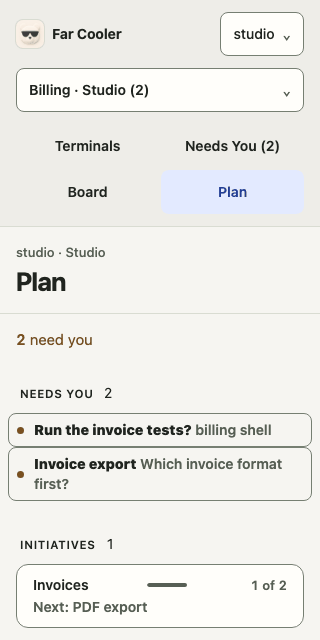 Far Cooler
studio
Billing · Studio (2)
Terminals
Needs You (2)
Board
Plan
studio · Studio
Plan
2 need you
NEEDS YOU 2
Run the invoice tests? billing shell
Invoice export Which invoice format
first?
INITIATIVES 1
Invoices 1 of 2
Next: PDF export